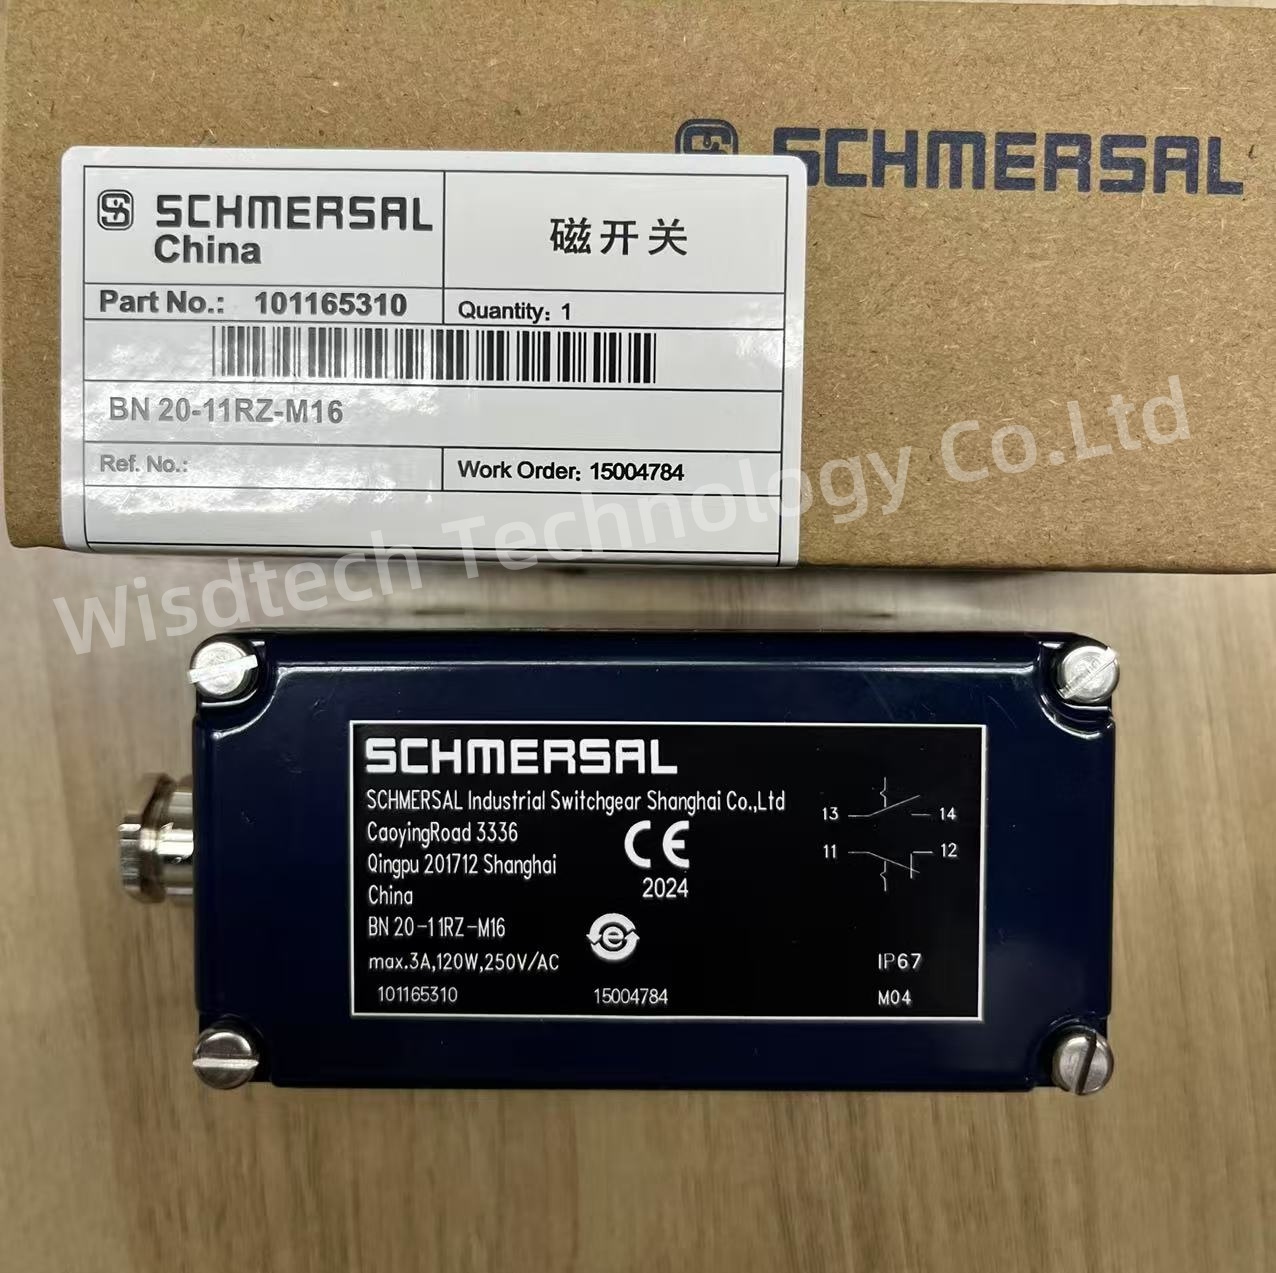 SCHMERSAL
SCHMERSAL
China
磁开关
Part No.: 101165310
Quantity: 1
BN 20-11RZ-M16
Ref. No.:
Work Order: 15004784
Wisdtech Technology Co.Ltd
SCHMERSAL
SCHMERSAL Industrial Switchgear Shanghai Co.,Ltd
CaoyingRoad 3336
Qingpu 201712 Shanghai
China
CE
2024
BN 20-11RZ-M16
max.3A,120W,250V/AC
101165310
e
15004784
13 14
11 12
IP67
M04